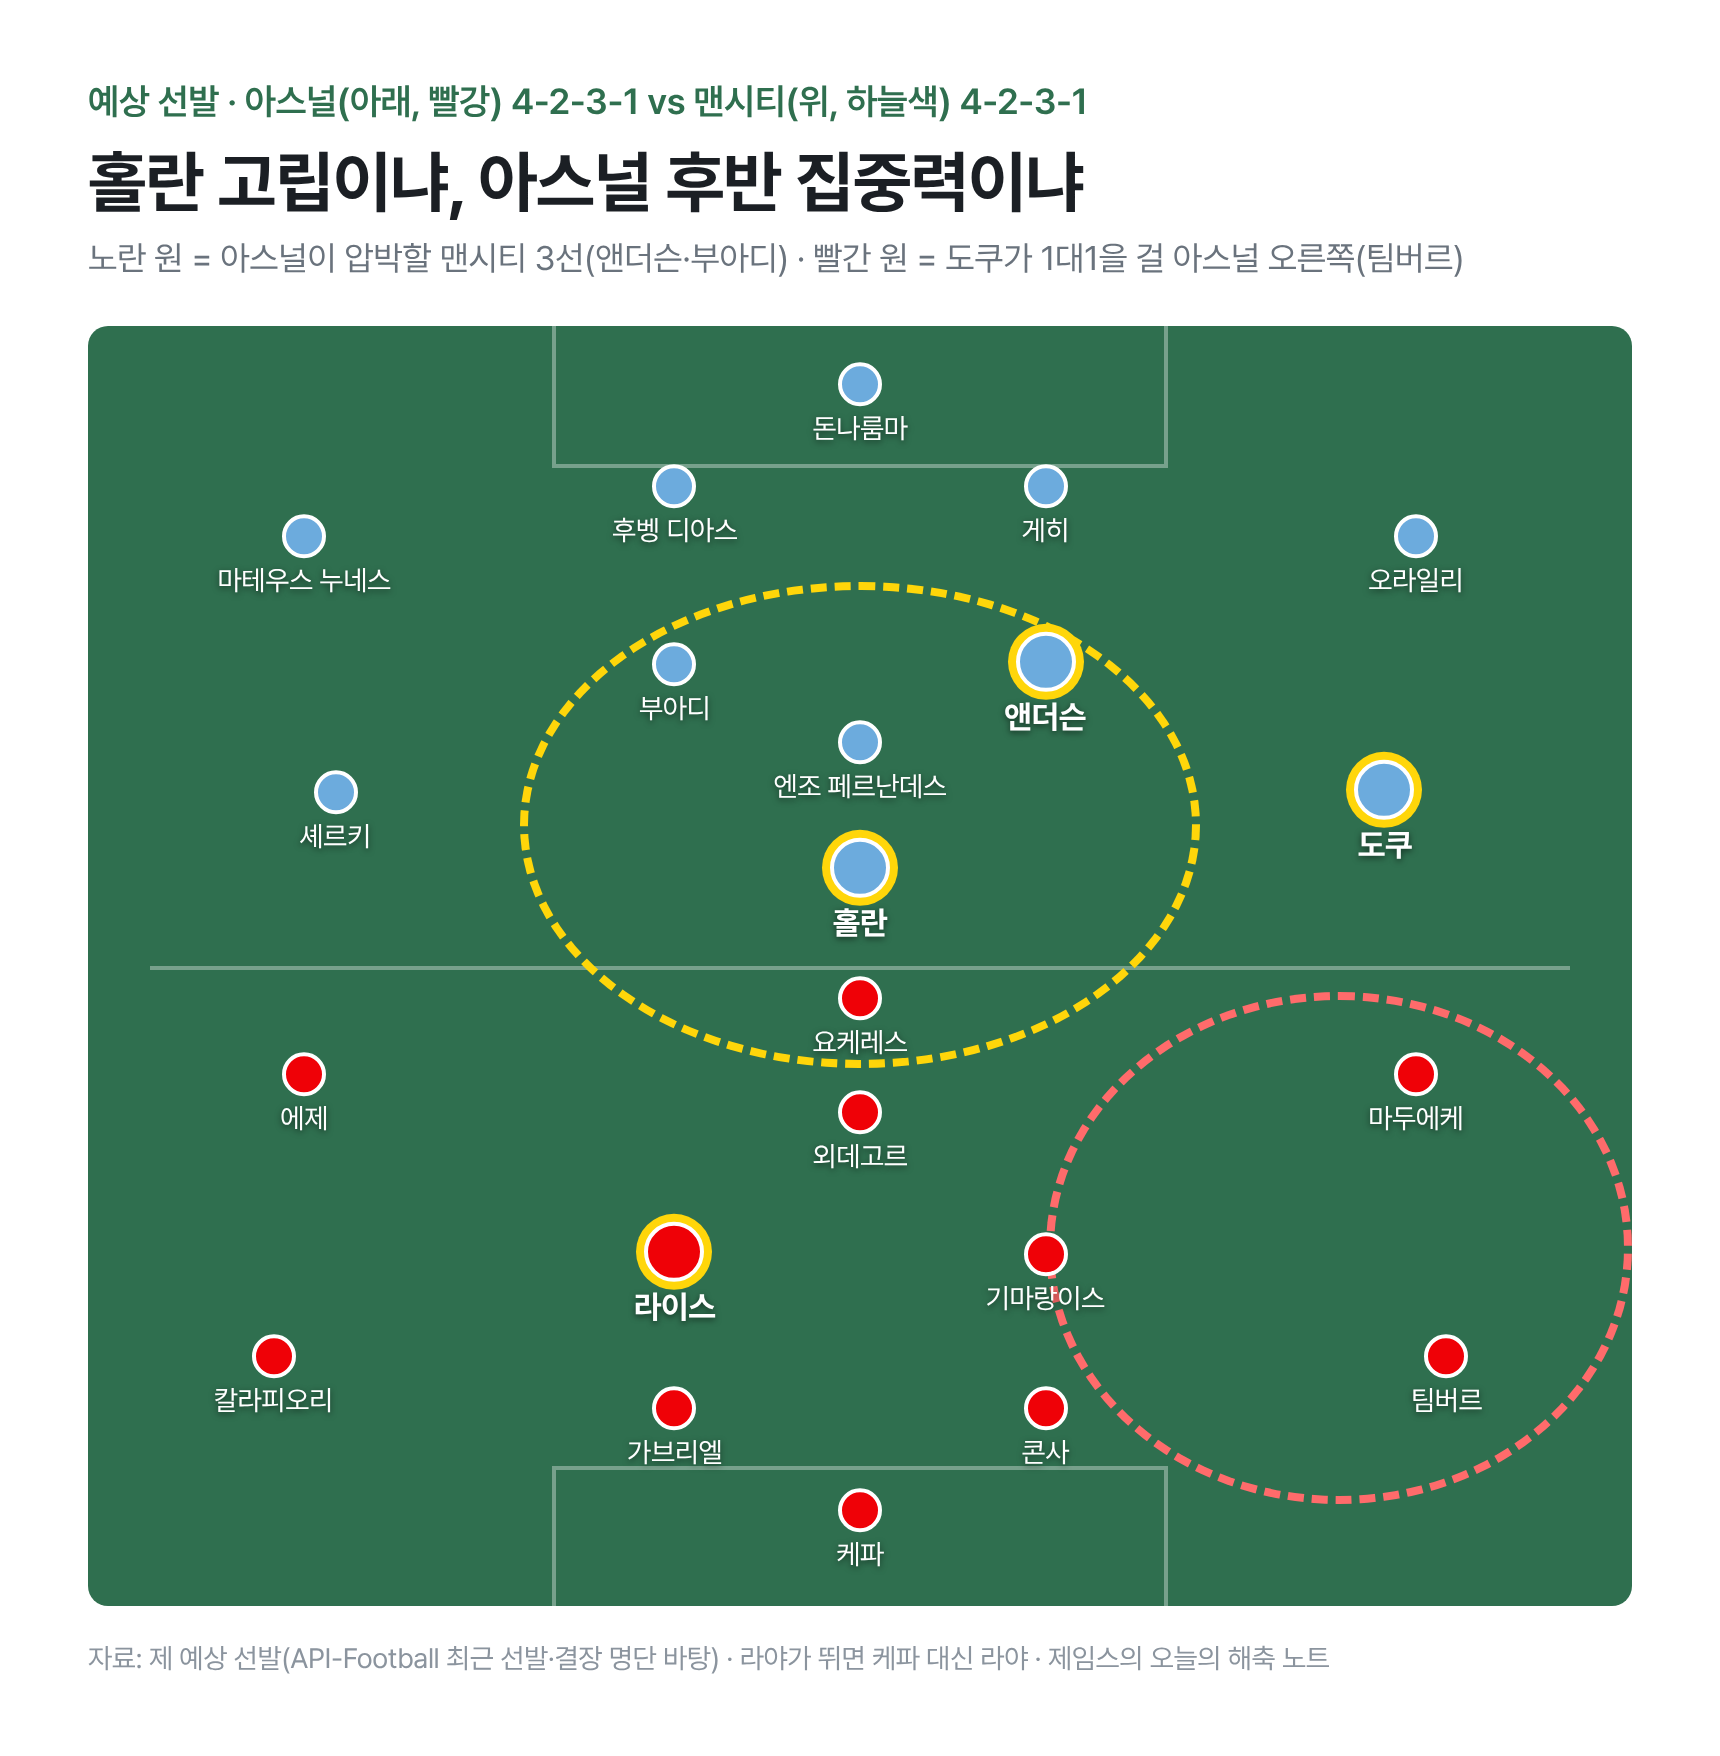 예상 선발 · 아스널(아래, 빨강) 4-2-3-1 vs 맨시티(위, 하늘색) 4-2-3-1
홀란 고립이냐, 아스널 후반 집중력이냐
노란 원 = 아스널이 압박할 맨시티 3선(앤더슨·부아디) · 빨간 원 = 도쿠가 1대1을 걸 아스널 오른쪽(팀버르)
돈나룸마
후벵 디아스
게히
마테우스 누네스
오라일리
부아디
앤더슨
엔조 페르난데스
셰르키
도쿠
홀란
요케레스
에제
마두에케
외데고르
라이스
기마랑이스
칼라피오리
팀버르
가브리엘
콘사
케파
자료: 제 예상 선발(API-Football 최근 선발·결장 명단 바탕) · 라야가 뛰면 케파 대신 라야 · 제임스의 오늘의 해축 노트